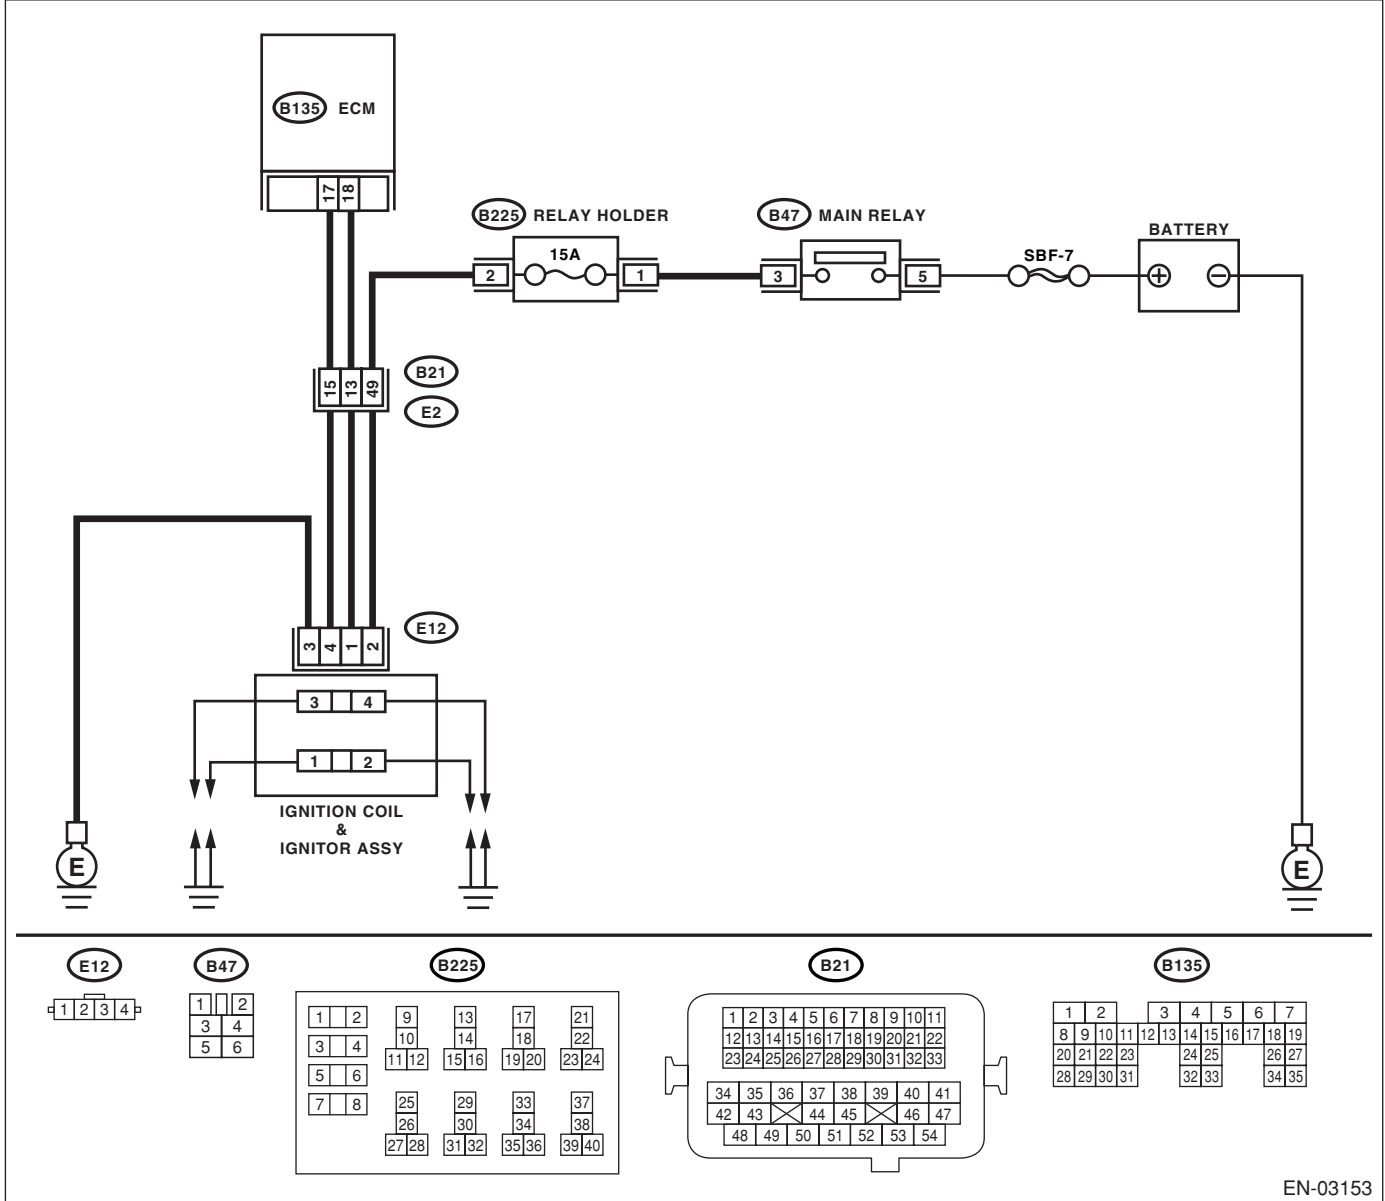 B135 ECM
17 18
B225 RELAY HOLDER
B47 MAIN RELAY
BATTERY
15A
SBF-7
2 1 3 5 + −
B21
15 13 49
E2
E12
3 4 1 2
3 4
1 2
IGNITION COIL
&
IGNITOR ASSY
E
E
E12
1 2 3 4
B47
1 2
3 4
5 6
B225
1 2 9 13 17 21
10 14 18 22
3 4 11 12 15 16 19 20 23 24
5 6
7 8 25 29 33 37
26 30 34 38
27 28 31 32 35 36 39 40
B21
1 2 3 4 5 6 7 8 9 10 11
12 13 14 15 16 17 18 19 20 21 22
23 24 25 26 27 28 29 30 31 32 33
34 35 36 37 38 39 40 41
42 43 44 45 46 47
48 49 50 51 52 53 54
B135
1 2 3 4 5 6 7
8 9 10 11 12 13 14 15 16 17 18 19
20 21 22 23 24 25 26 27
28 29 30 31 32 33 34 35
EN-03153